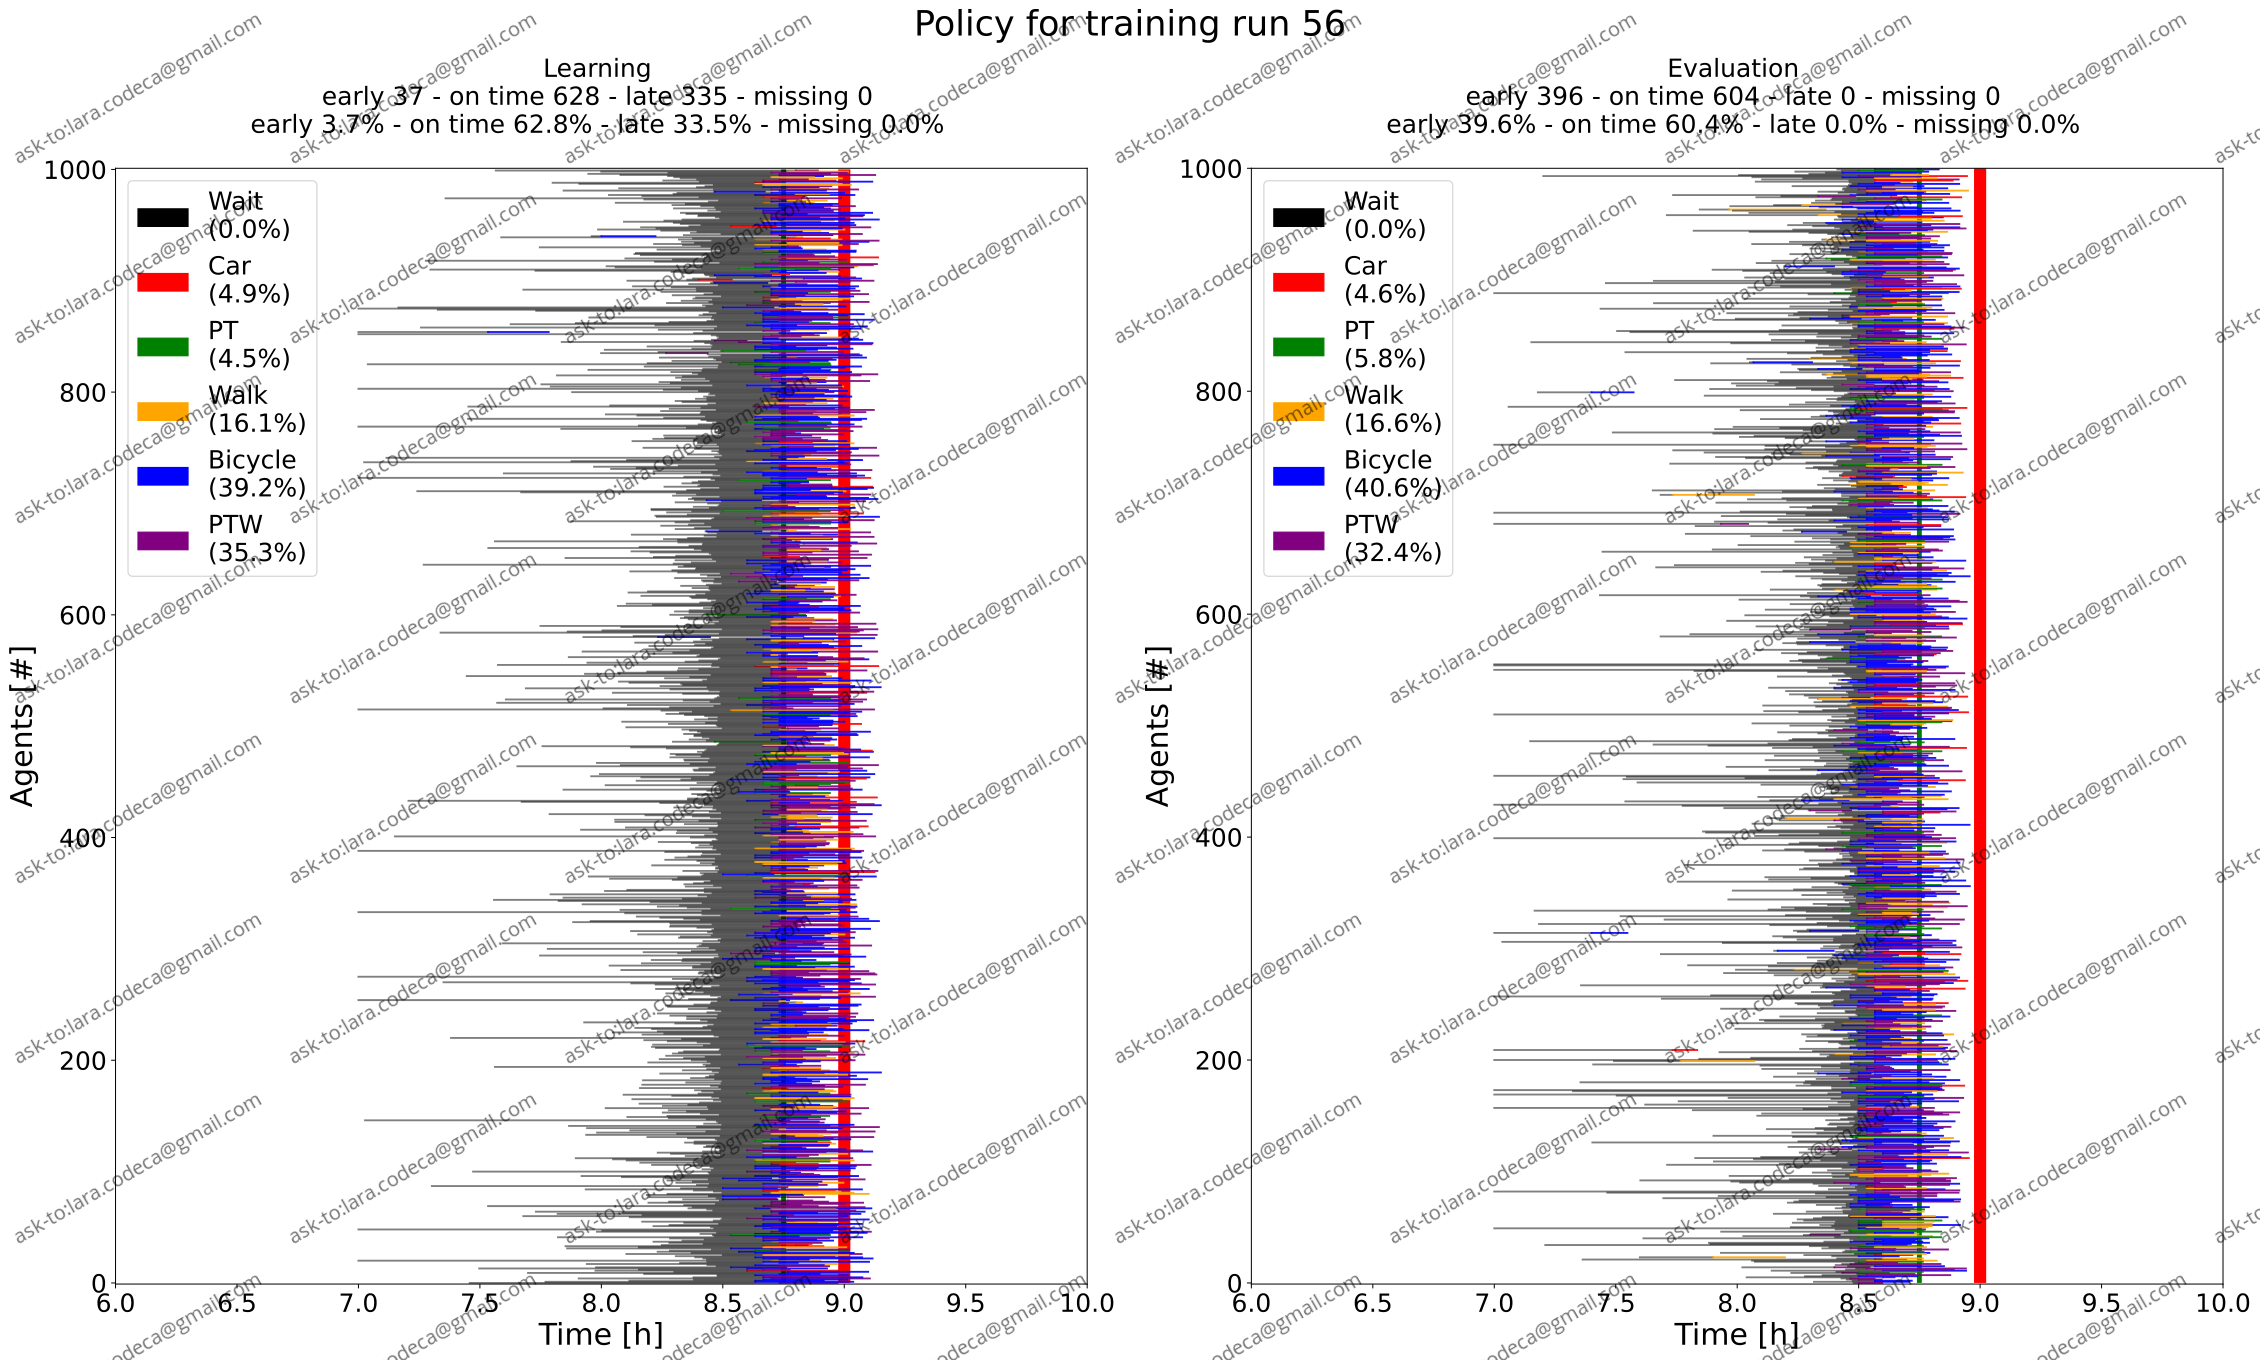 Policy for training run 56
Learning
early 37 - on time 628 - late 335 - missing 0
early 3.7% - on time 62.8% - late 33.5% - missing 0.0%
Evaluation
early 396 - on time 604 - late 0 - missing 0
early 39.6% - on time 60.4% - late 0.0% - missing 0.0%
Wait
(0.0%)
Car
(4.9%)
PT
(4.5%)
Walk
(16.1%)
Bicycle
(39.2%)
PTW
(35.3%)
1000
800
600
400
200
0
Agents [#]
6.0 6.5 7.0 7.5 8.0 8.5 9.0 9.5 10.0
Time [h]
Wait
(0.0%)
Car
(4.6%)
PT
(5.8%)
Walk
(16.6%)
Bicycle
(40.6%)
PTW
(32.4%)
1000
800
600
400
200
0
Agents [#]
6.0 6.5 7.0 7.5 8.0 8.5 9.0 9.5 10.0
Time [h]
ask-to:lara.codeca@gmail.com